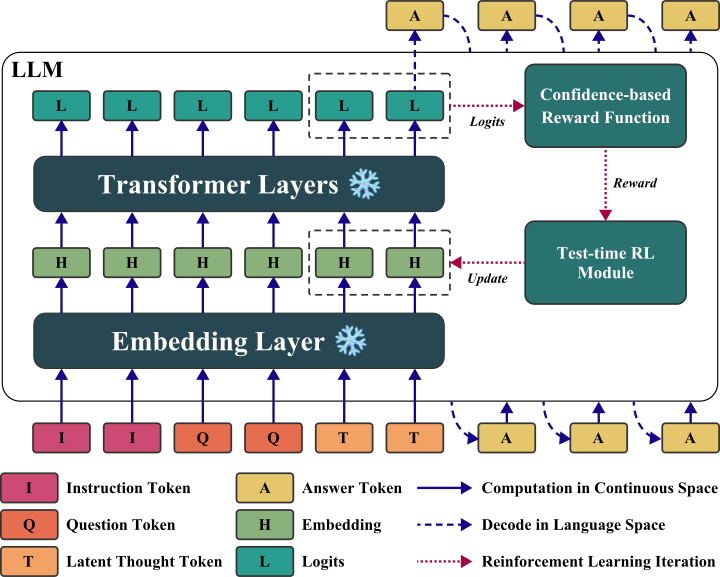 A A A A
LLM
L L L L L L
Logits
Confidence-based
Reward Function
Transformer Layers
Reward
H H H H H H
Update
Test-time RL
Module
Embedding Layer
I I Q Q T T A A A
I Instruction Token
A Answer Token
Computation in Continuous Space
Q Question Token
H Embedding
Decode in Language Space
T Latent Thought Token
L Logits
Reinforcement Learning Iteration